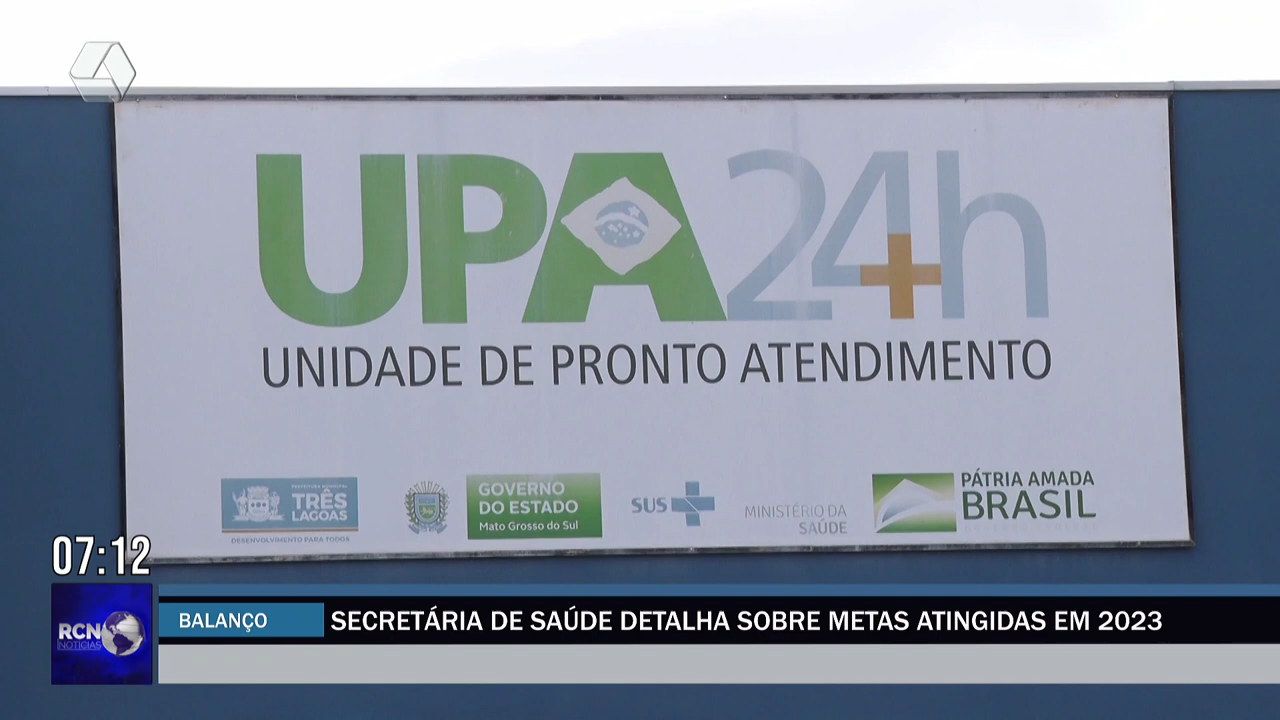 UPA24h
UNIDADE DE PRONTO ATENDIMENTO
PREFEITURA MUNICIPAL
TRÊS
LAGOAS
DESENVOLVIMENTO PARA TODOS
GOVERNO
DO ESTADO
Mato Grosso do Sul
SUS
MINISTÉRIO DA
SAÚDE
PÁTRIA AMADA
BRASIL
07:12
RCN
NOTÍCIAS
BALANÇO
SECRETÁRIA DE SAÚDE DETALHA SOBRE METAS ATINGIDAS EM 2023